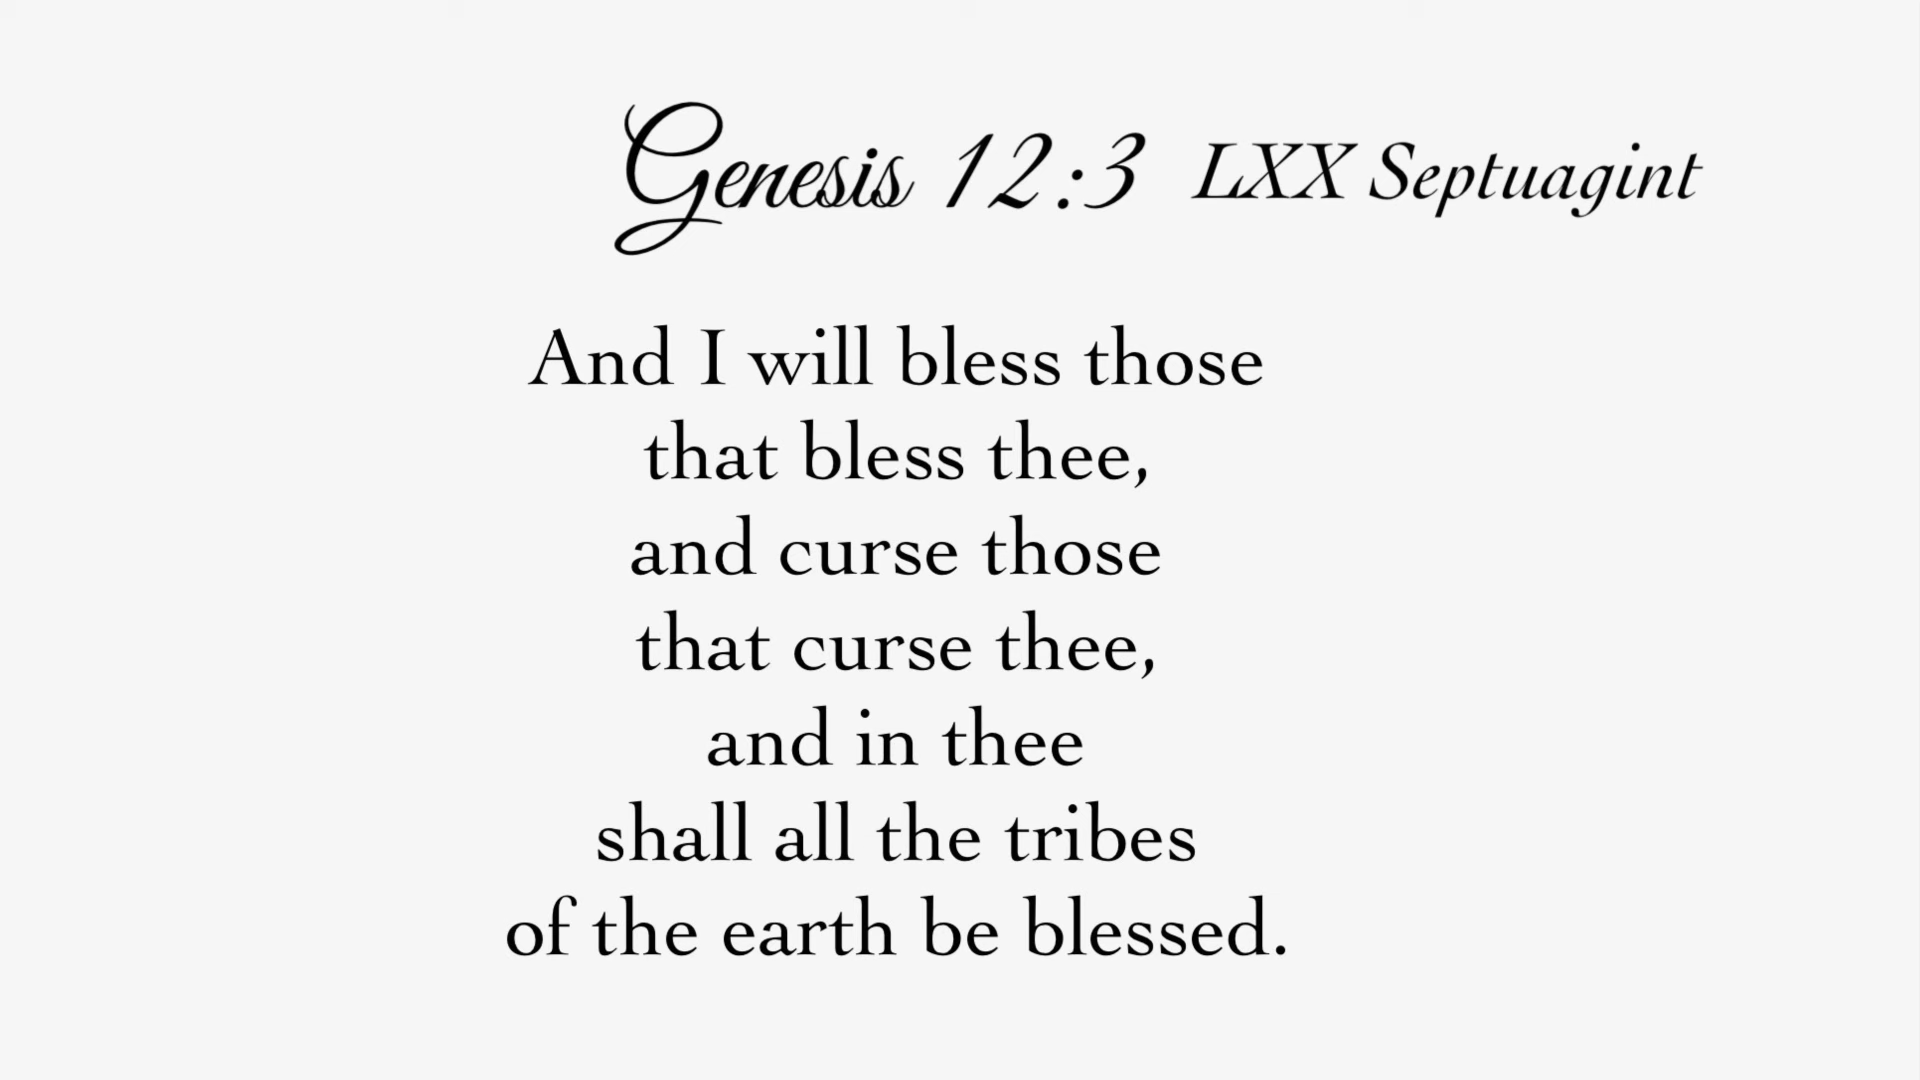 Genesis 12:3 LXX Septuagint
And I will bless those
that bless thee,
and curse those
that curse thee,
and in thee
shall all the tribes
of the earth be blessed.